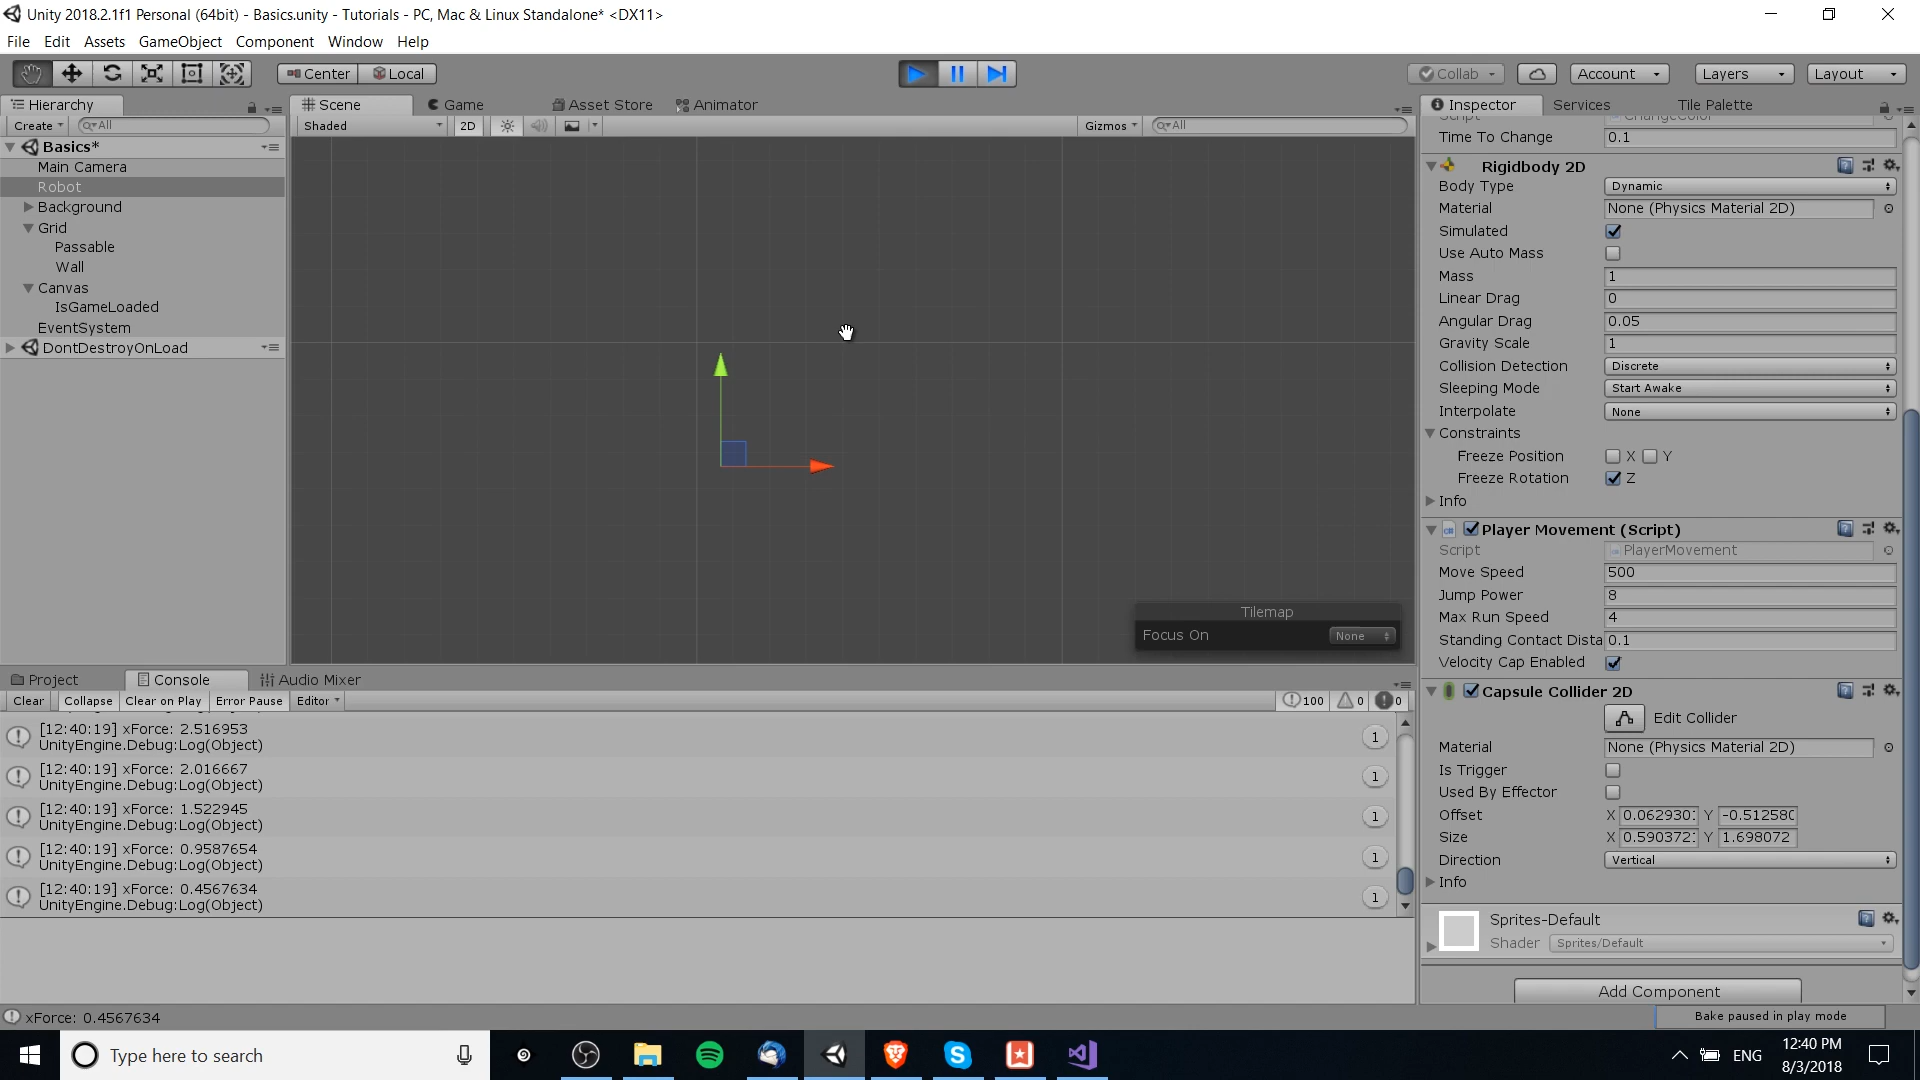 Unity 2018.2.1f1 Personal (64bit) - Basics.unity - Tutorials - PC, Mac & Linux Standalone* <DX11>
File Edit Assets GameObject Component Window Help
Center Local Collab Account Layers Layout
Hierarchy
Create All
Basics*
Main Camera
Robot
Background
Grid
Passable
Wall
Canvas
IsGameLoaded
EventSystem
DontDestroyOnLoad
Scene Game Asset Store Animator
Shaded 2D Gizmos All
Tilemap
Focus On None
Project Console Audio Mixer
Clear Collapse Clear on Play Error Pause Editor 100 0 0
[12:40:19] xForce: 2.516953
UnityEngine.Debug:Log(Object)
1
[12:40:19] xForce: 2.016667
UnityEngine.Debug:Log(Object)
1
[12:40:19] xForce: 1.522945
UnityEngine.Debug:Log(Object)
1
[12:40:19] xForce: 0.9587654
UnityEngine.Debug:Log(Object)
1
[12:40:19] xForce: 0.4567634
UnityEngine.Debug:Log(Object)
1
xForce: 0.4567634
Inspector Services Tile Palette
Script ChangeColor
Time To Change 0.1
Rigidbody 2D
Body Type Dynamic
Material None (Physics Material 2D)
Simulated
Use Auto Mass
Mass 1
Linear Drag 0
Angular Drag 0.05
Gravity Scale 1
Collision Detection Discrete
Sleeping Mode Start Awake
Interpolate None
Constraints
Freeze Position X Y
Freeze Rotation Z
Info
Player Movement (Script)
Script PlayerMovement
Move Speed 500
Jump Power 8
Max Run Speed 4
Standing Contact Dista 0.1
Velocity Cap Enabled
Capsule Collider 2D
Edit Collider
Material None (Physics Material 2D)
Is Trigger
Used By Effector
Offset X 0.062930 Y -0.51258
Size X 0.590372 Y 1.698072
Direction Vertical
Info
Sprites-Default
Shader Sprites/Default
Add Component
Bake paused in play mode
Type here to search
ENG 12:40 PM
8/3/2018